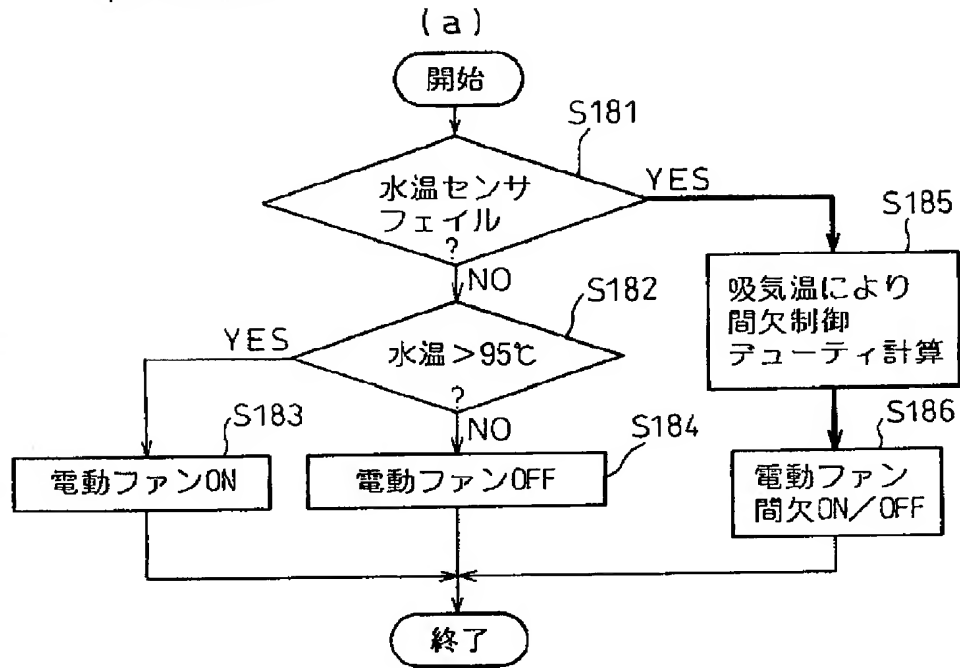 (a)
開始
S181
水温センサ
フェイル
?
YES
NO
S185
吸気温により
間欠制御
デューティ計算
S182
水温>95℃
?
YES
NO
S183
電動ファンON
S184
電動ファンOFF
S186
電動ファン
間欠ON/OFF
終了